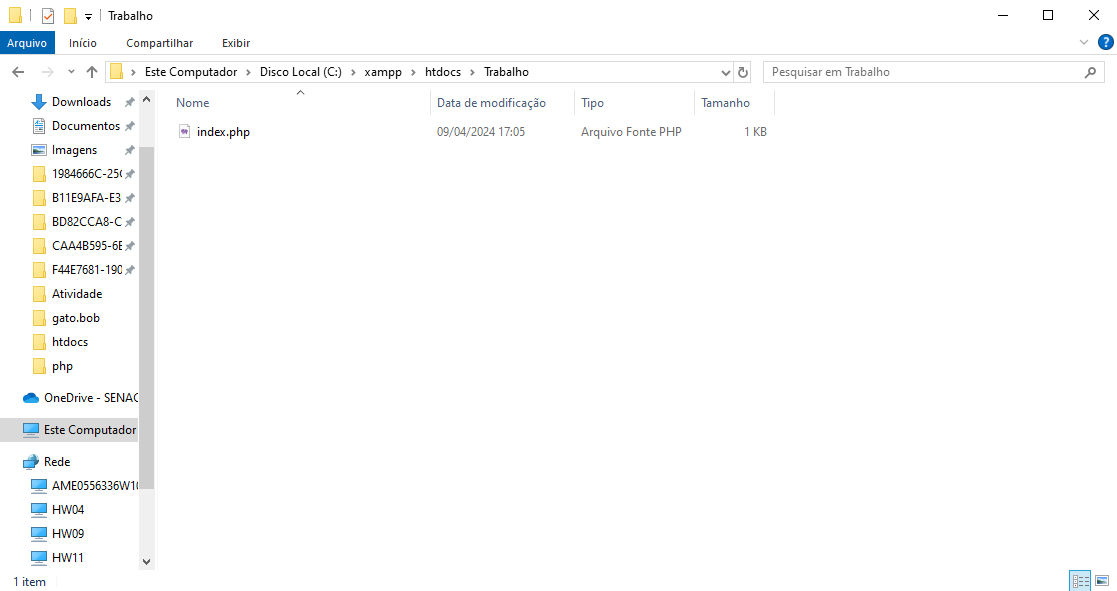 Trabalho
Arquivo Início Compartilhar Exibir ?
Este Computador Disco Local (C:) xampp htdocs Trabalho Pesquisar em Trabalho
Nome Data de modificação Tipo Tamanho
index.php 09/04/2024 17:05 Arquivo Fonte PHP 1 KB
Downloads
Documentos
Imagens
1984666C-25
B11E9AFA-E3
BD82CCA8-C
CAA4B595-6
F44E7681-190
Atividade
gato.bob
htdocs
php
OneDrive - SENAC
Este Computador
Rede
AME0556336W10
HW04
HW09
HW11
1 item